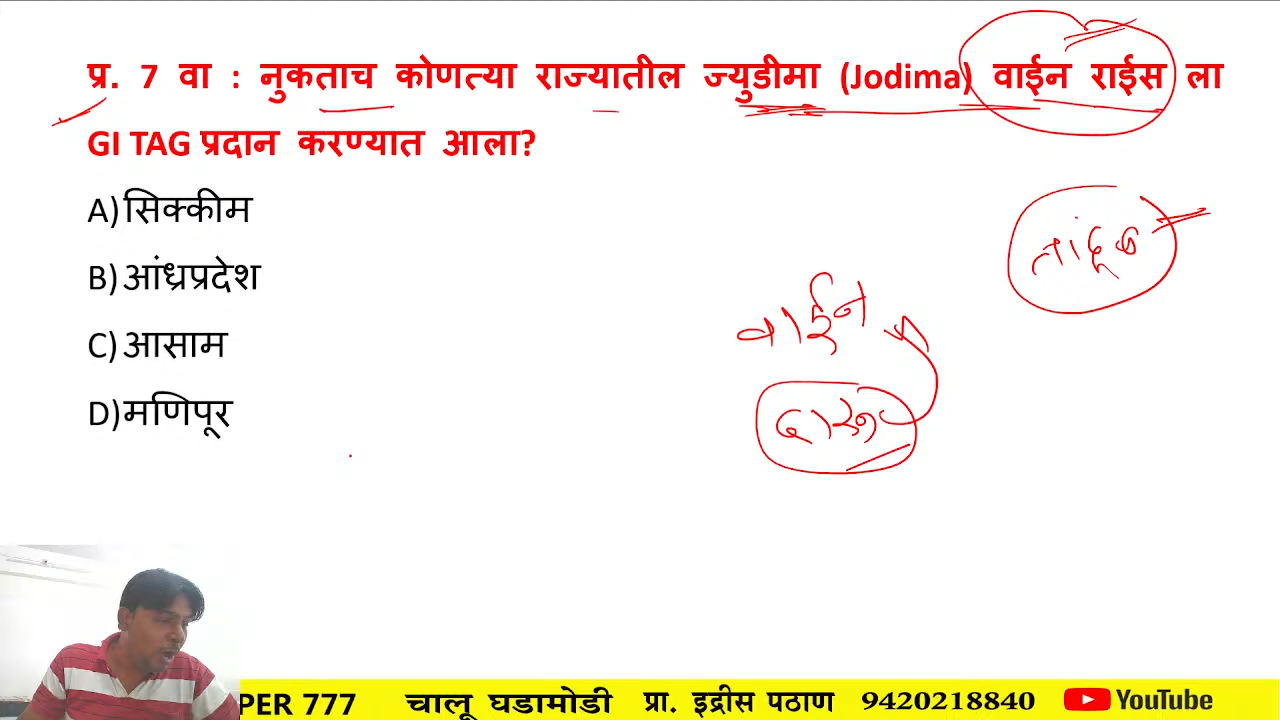 प्र. 7 वा : नुकताच कोणत्या राज्यातील ज्युडीमा (Jodima) वाईन राईस ला
GI TAG प्रदान करण्यात आला?
A)सिक्कीम
B)आंध्रप्रदेश
C)आसाम
D)मणिपूर
तांदूळ
वाईन
दारू
PER 777 चालू घडामोडी प्रा. इद्रीस पठाण 9420218840 YouTube